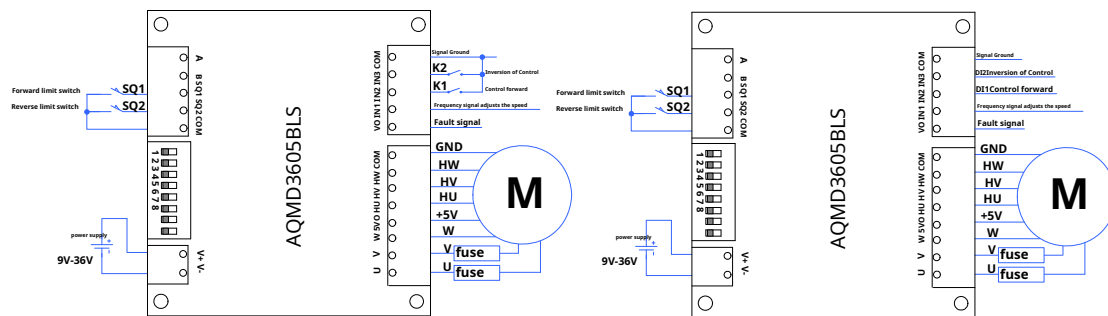 A
B SQ1 SQ2 COM
SQ1
Forward limit switch
SQ2
Reverse limit switch
1 2 3 4 5 6 7 8
power supply
9V-36V
V+ V-
AQMD3605BLS
VO IN1 IN2 IN3 COM
Signal Ground
K2
Inversion of Control
K1
Control forward
Frequency signal adjusts the speed
Fault signal
U V W 5VO HU HV HW COM
GND
HW
HV
HU
+5V
W
V
fuse
U
fuse
M
A
B SQ1 SQ2 COM
SQ1
Forward limit switch
SQ2
Reverse limit switch
1 2 3 4 5 6 7 8
power supply
9V-36V
V+ V-
AQMD3605BLS
VO IN1 IN2 IN3 COM
Signal Ground
DI2Inversion of Control
DI1Control forward
Frequency signal adjusts the speed
Fault signal
U V W 5VO HU HV HW COM
GND
HW
HV
HU
+5V
W
V
fuse
U
fuse
M